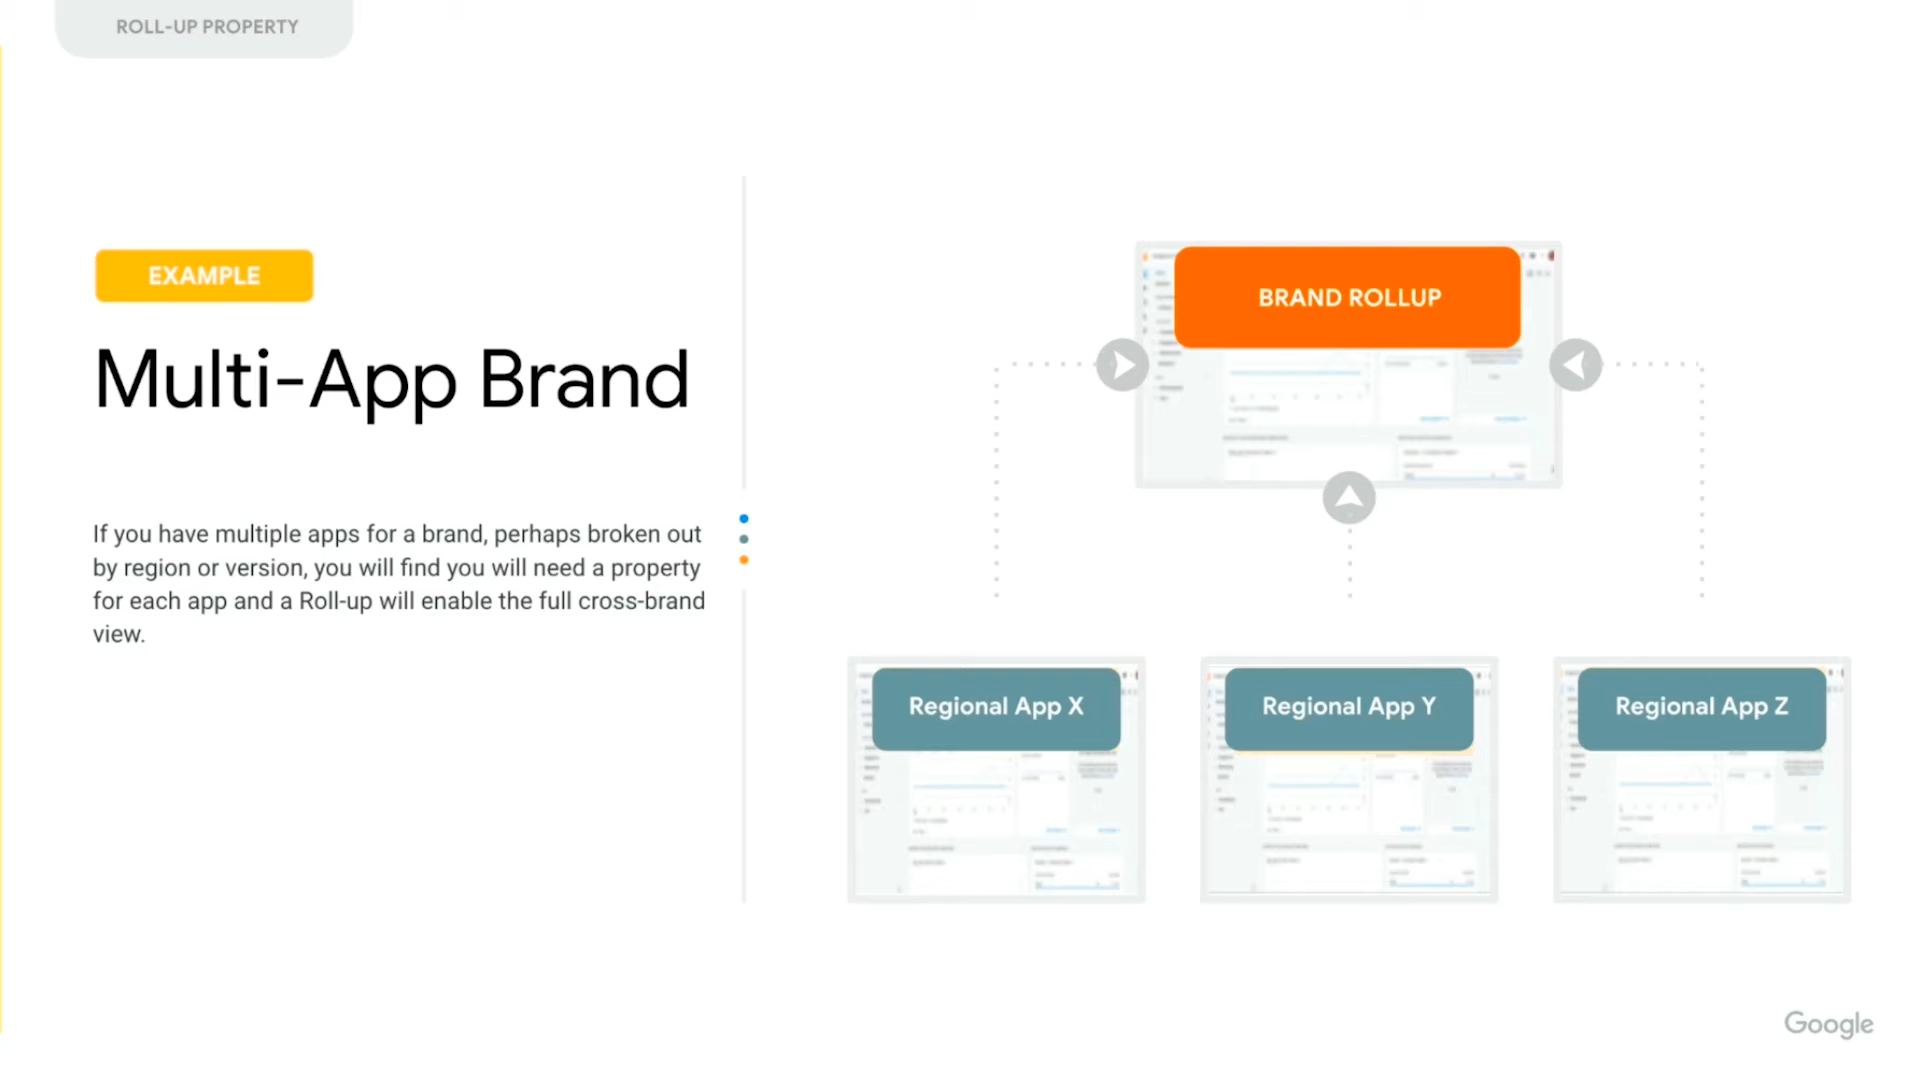 ROLL-UP PROPERTY
EXAMPLE
Multi-App Brand
If you have multiple apps for a brand, perhaps broken out
by region or version, you will find you will need a property
for each app and a Roll-up will enable the full cross-brand
view.
BRAND ROLLUP
Regional App X
Regional App Y
Regional App Z
Google